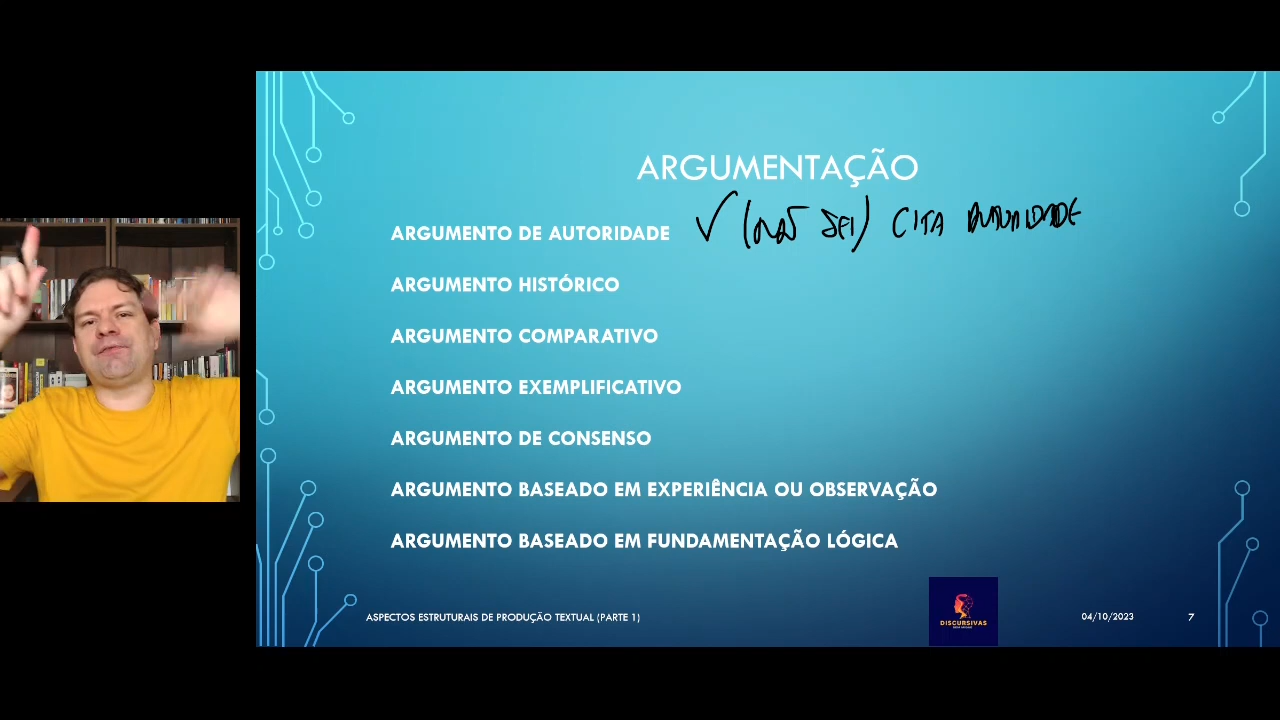 ARGUMENTAÇÃO
ARGUMENTO DE AUTORIDADE ✓ (NÃO SEI) CITA AUTORIDADE
ARGUMENTO HISTÓRICO
ARGUMENTO COMPARATIVO
ARGUMENTO EXEMPLIFICATIVO
ARGUMENTO DE CONSENSO
ARGUMENTO BASEADO EM EXPERIÊNCIA OU OBSERVAÇÃO
ARGUMENTO BASEADO EM FUNDAMENTAÇÃO LÓGICA
ASPECTOS ESTRUTURAIS DE PRODUÇÃO TEXTUAL (PARTE 1)
DISCURSIVAS
04/10/2023
7